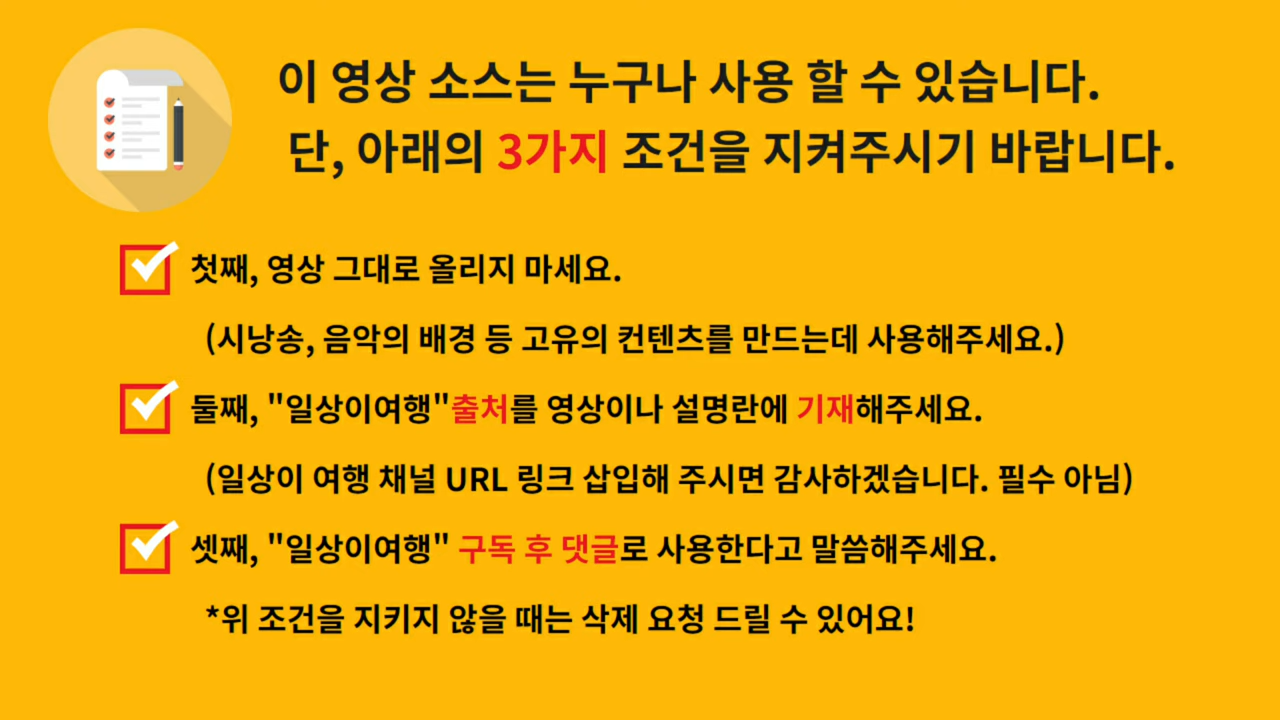 이 영상 소스는 누구나 사용 할 수 있습니다.
단, 아래의 3가지 조건을 지켜주시기 바랍니다.
첫째, 영상 그대로 올리지 마세요.
(시낭송, 음악의 배경 등 고유의 컨텐츠를 만드는데 사용해주세요.)
둘째, "일상이여행"출처를 영상이나 설명란에 기재해주세요.
(일상이 여행 채널 URL 링크 삽입해 주시면 감사하겠습니다. 필수 아님)
셋째, "일상이여행" 구독 후 댓글로 사용한다고 말씀해주세요.
*위 조건을 지키지 않을 때는 삭제 요청 드릴 수 있어요!